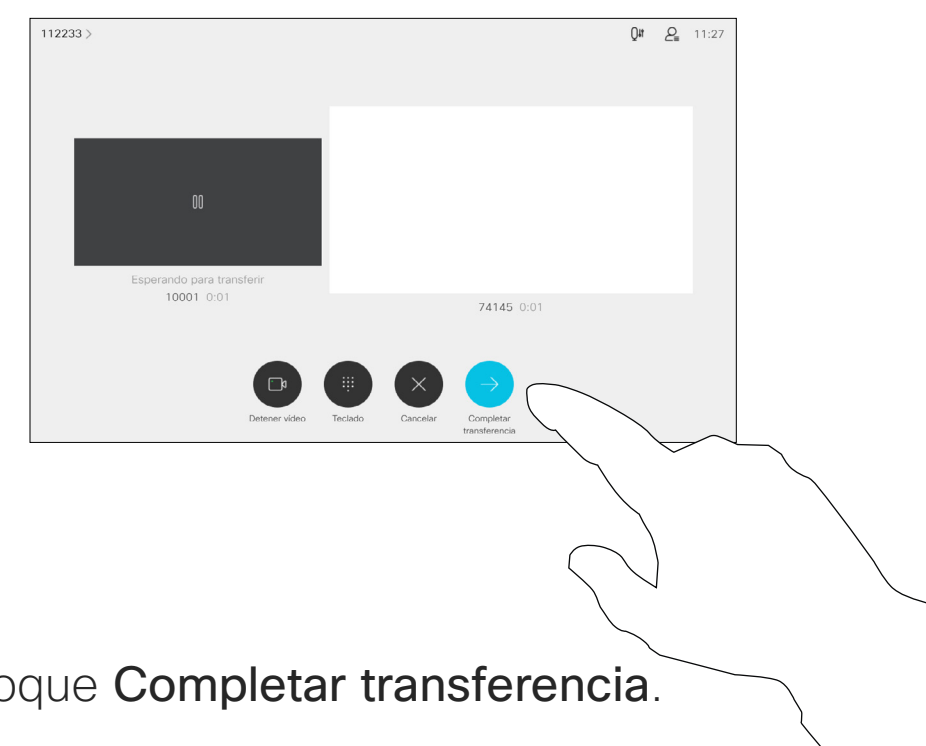 112233 >
11:27
Esperando para transferir
10001 0:01
74145 0:01
Detener vídeo
Teclado
Cancelar
Completar
transferencia
Completar transferencia.